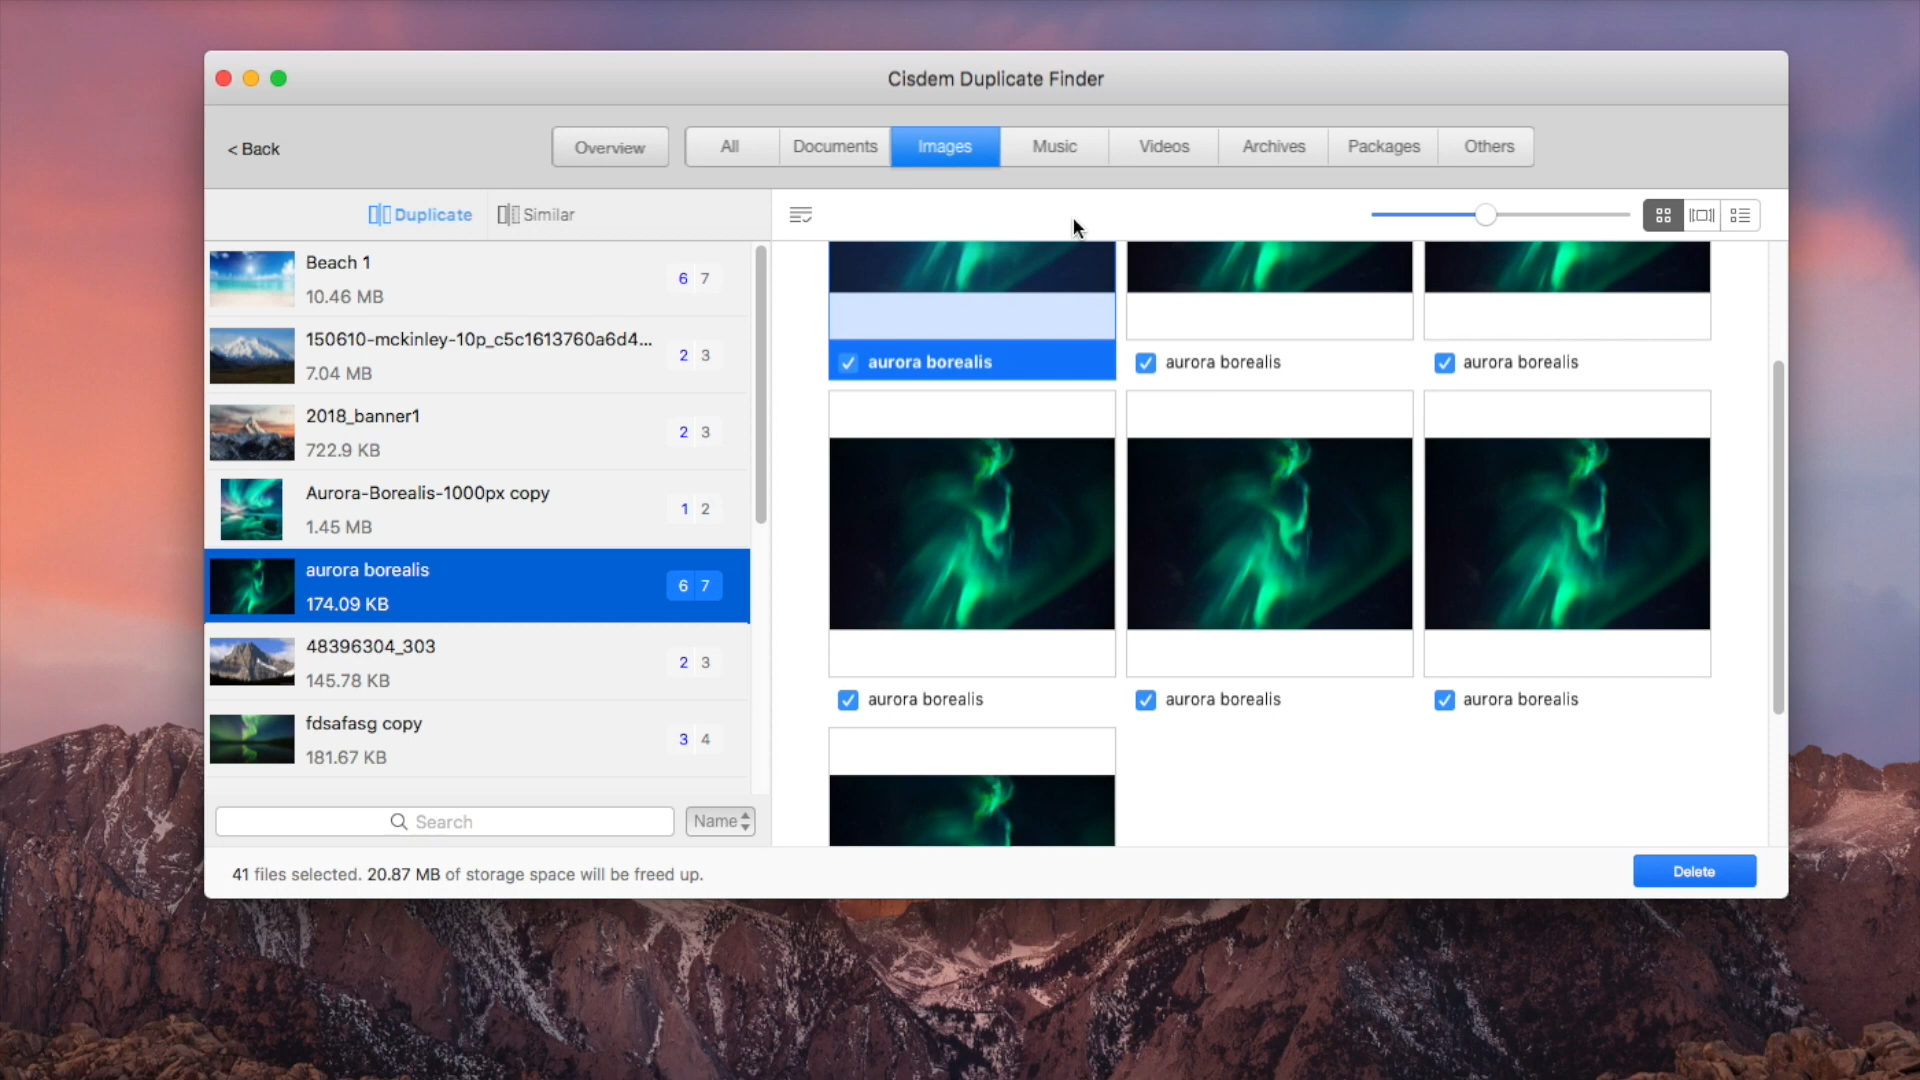 Cisdem Duplicate Finder
< Back
Overview
All
Documents
Images
Music
Videos
Archives
Packages
Others
Duplicate
Similar
Beach 1
6 7
10.46 MB
150610-mckinley-10p_c5c1613760a6d4...
2 3
7.04 MB
2018_banner1
2 3
722.9 KB
Aurora-Borealis-1000px copy
1 2
1.45 MB
aurora borealis
6 7
174.09 KB
48396304_303
2 3
145.78 KB
fdsafasg copy
3 4
181.67 KB
Search
Name
aurora borealis
aurora borealis
aurora borealis
aurora borealis
aurora borealis
aurora borealis
41 files selected. 20.87 MB of storage space will be freed up.
Delete